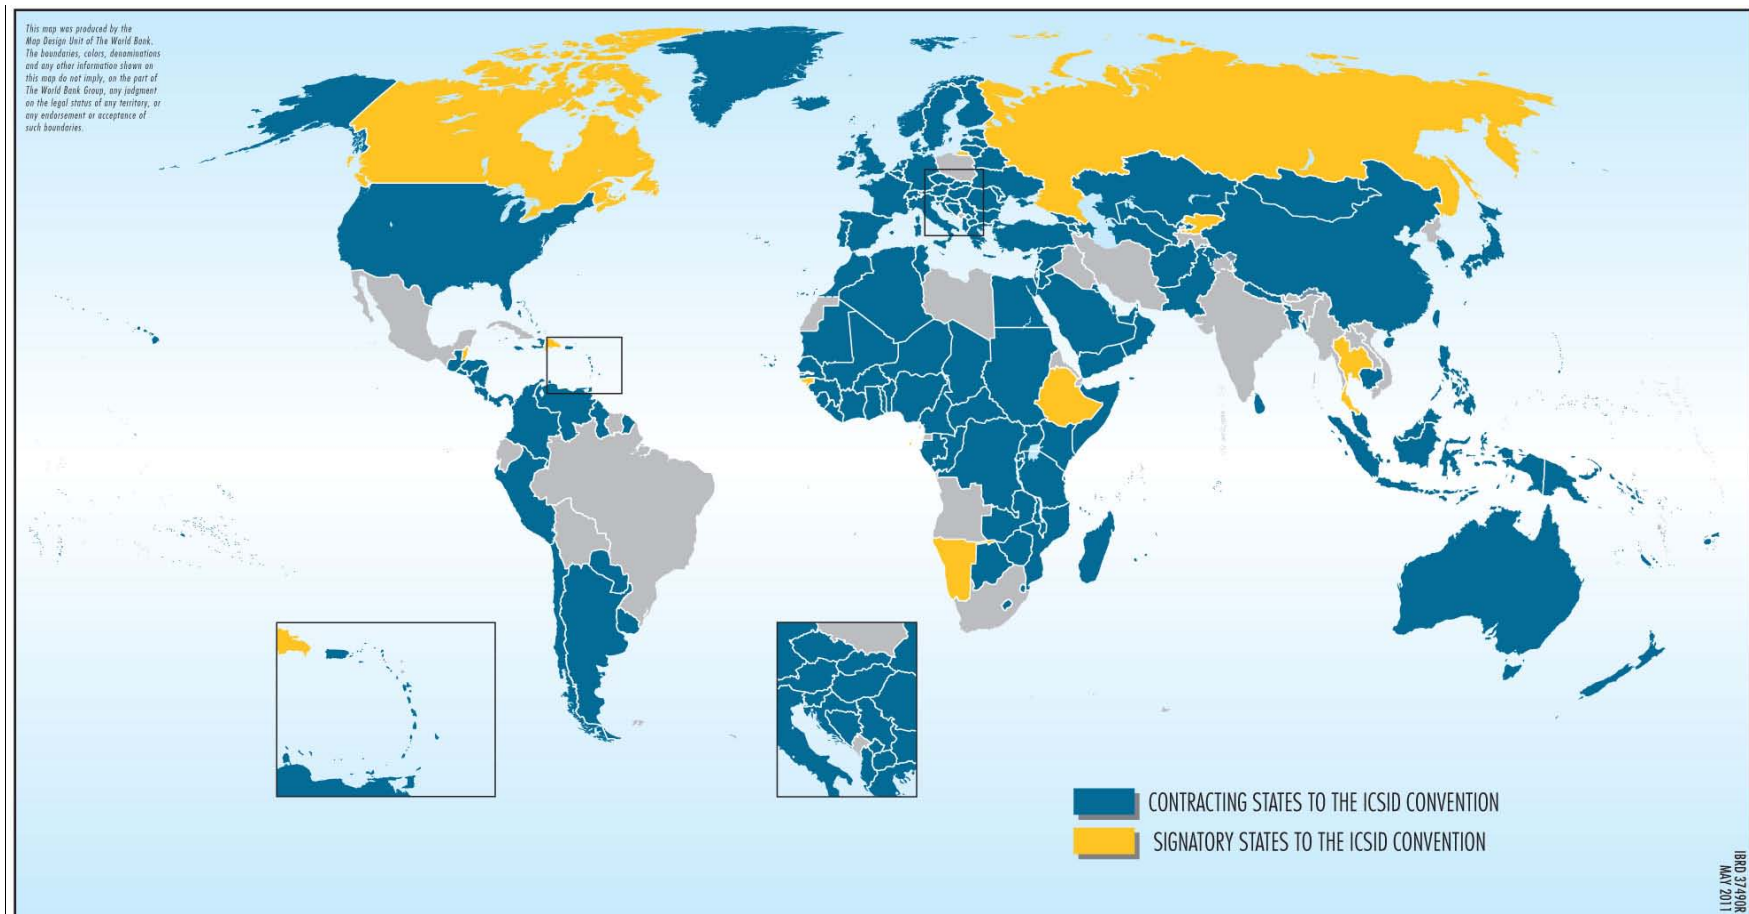 This map was produced by the
Map Design Unit of The World Bank.
The boundaries, colors, denominations
and any other information shown on
this map do not imply, on the part of
The World Bank Group, any judgment
on the legal status of any territory, or
any endorsement or acceptance of
such boundaries.
CONTRACTING STATES TO THE ICSID CONVENTION
SIGNATORY STATES TO THE ICSID CONVENTION
IBRD 37490R
MAY 2011